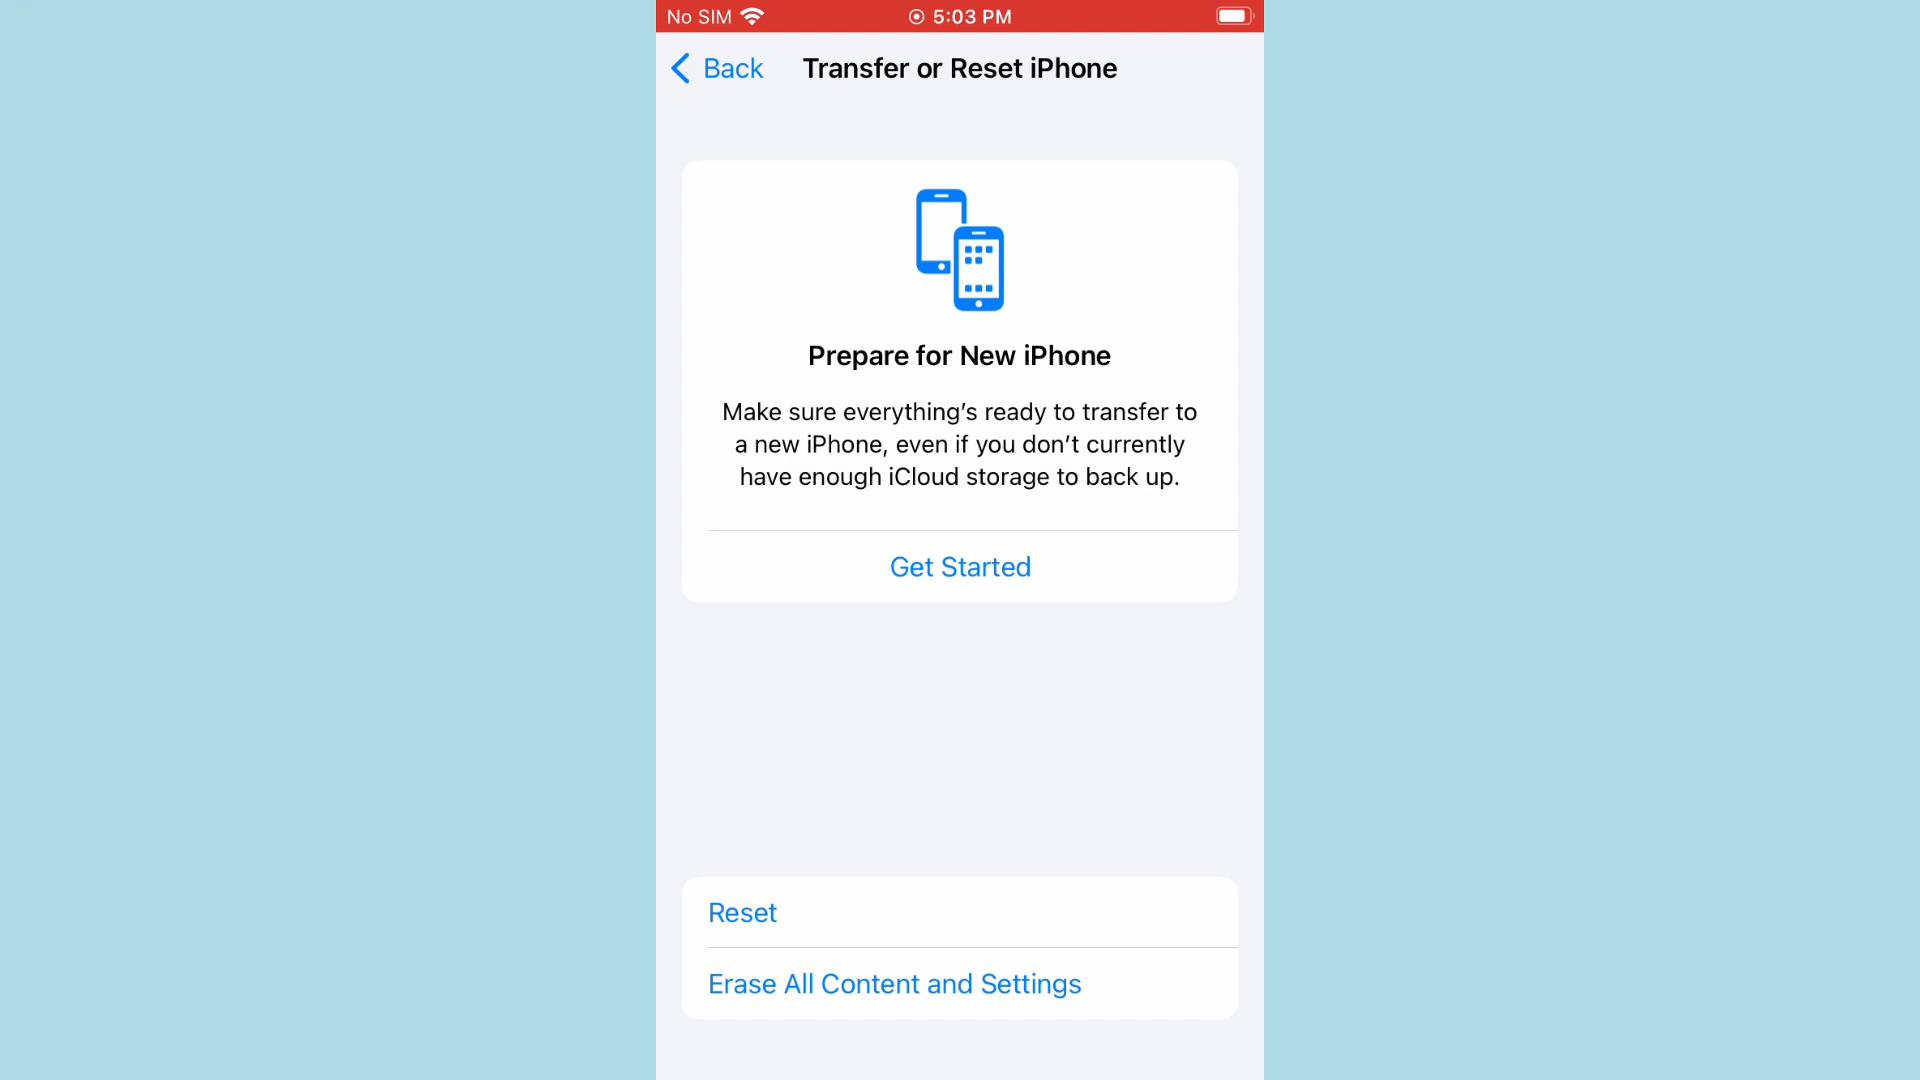 No SIM 5:03 PM
Back Transfer or Reset iPhone
Prepare for New iPhone
Make sure everything’s ready to transfer to
a new iPhone, even if you don’t currently
have enough iCloud storage to back up.
Get Started
Reset
Erase All Content and Settings